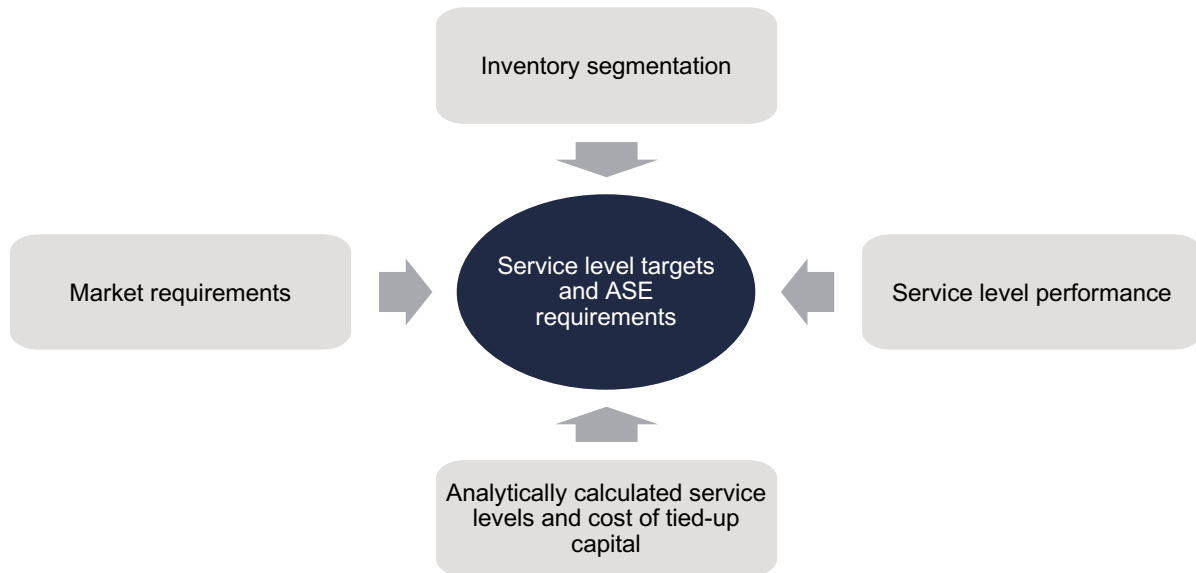 Inventory segmentation
Market requirements
Service level targets
and ASE
requirements
Service level performance
Analytically calculated service
levels and cost of tied-up
capital